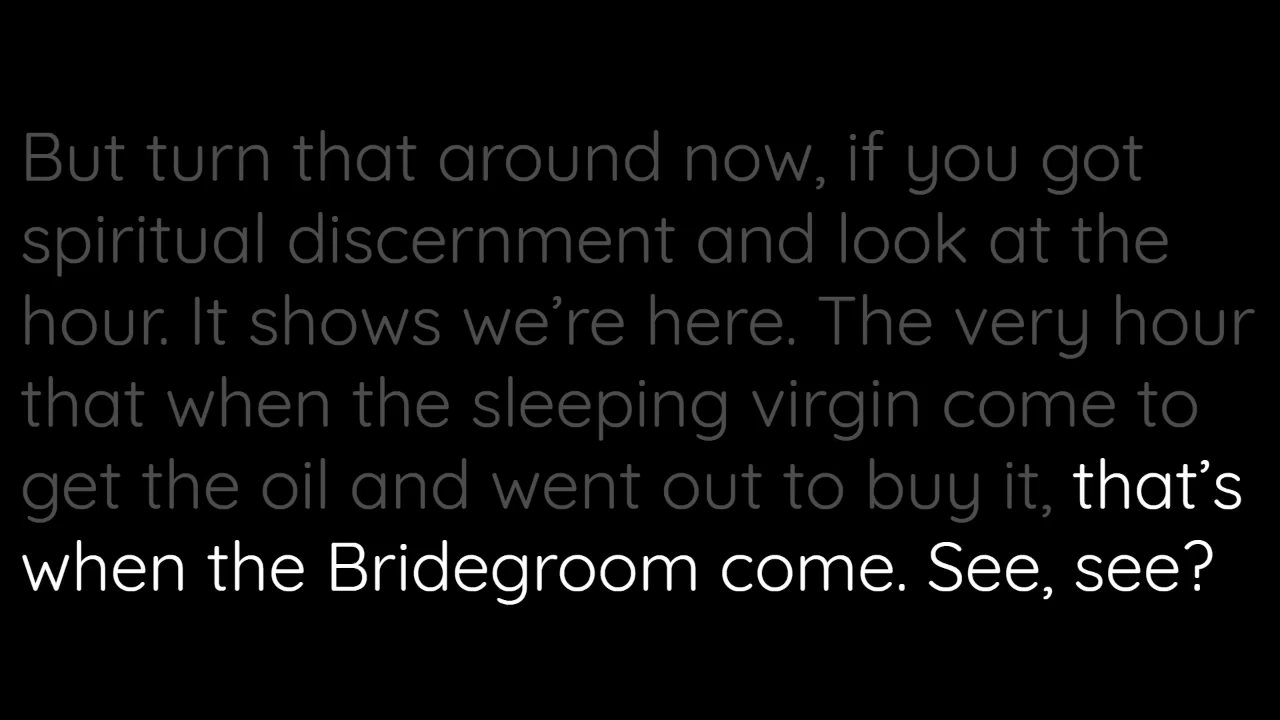 But turn that around now, if you got
spiritual discernment and look at the
hour. It shows we’re here. The very hour
that when the sleeping virgin come to
get the oil and went out to buy it, that’s
when the Bridegroom come. See, see?